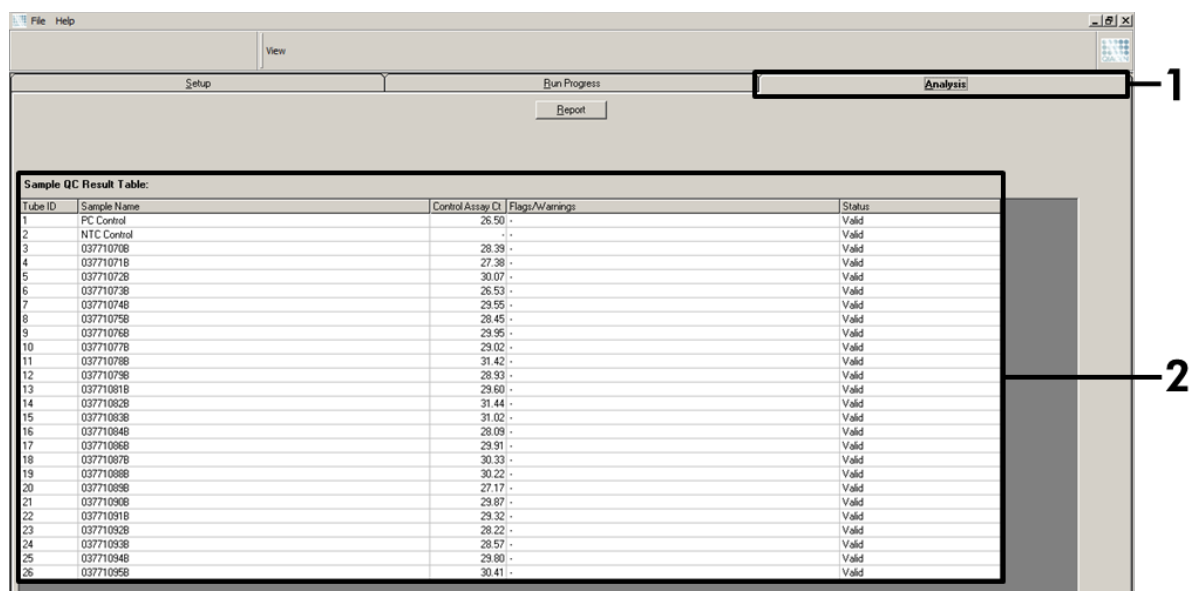 File Help
View
Setup Run Progress Analysis 1
Report
Sample QC Result Table:
Tube ID Sample Name Control Assay Ct Flags/Warnings Status
1 PC Control 26.50 - Valid
2 NTC Control - - Valid
3 03771070B 28.39 - Valid
4 03771071B 27.38 - Valid
5 03771072B 30.07 - Valid
6 03771073B 26.53 - Valid
7 03771074B 29.55 - Valid
8 03771075B 28.45 - Valid
9 03771076B 29.95 - Valid
10 03771077B 29.02 - Valid
11 03771078B 31.42 - Valid
12 03771079B 28.93 - Valid
2
13 03771081B 29.60 - Valid
14 03771082B 31.44 - Valid
15 03771083B 31.02 - Valid
16 03771084B 28.09 - Valid
17 03771086B 29.91 - Valid
18 03771087B 30.33 - Valid
19 03771088B 30.22 - Valid
20 03771089B 27.17 - Valid
21 03771090B 29.87 - Valid
22 03771091B 29.32 - Valid
23 03771092B 28.22 - Valid
24 03771093B 28.57 - Valid
25 03771094B 29.80 - Valid
26 03771095B 30.41 - Valid